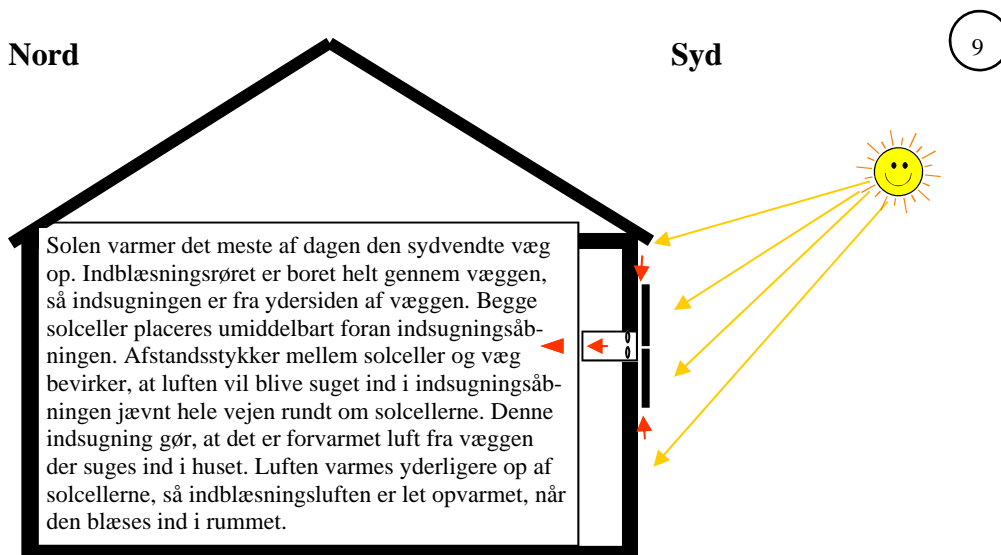 Nord
Syd
9
Solen varmer det meste af dagen den sydvendte væg
op. Indblæsningsrøret er boret helt gennem væggen,
så indsugningen er fra ydersiden af væggen. Begge
solceller placeres umiddelbart foran indsugningsåb-
ningen. Afstandsstykker mellem solceller og væg
bevirker, at luften vil blive suget ind i indsugningsåb-
ningen jævnt hele vejen rundt om solcellerne. Denne
indsugning gør, at det er forvarmet luft fra væggen
der suges ind i huset. Luften varmes yderligere op af
solcellerne, så indblæsningsluften er let opvarmet, når
den blæses ind i rummet.